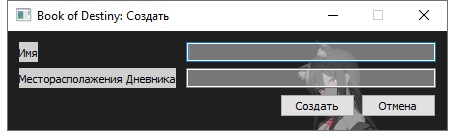 Book of Destiny: Создать
Имя
Месторасполажения Дневника
Создать Отмена